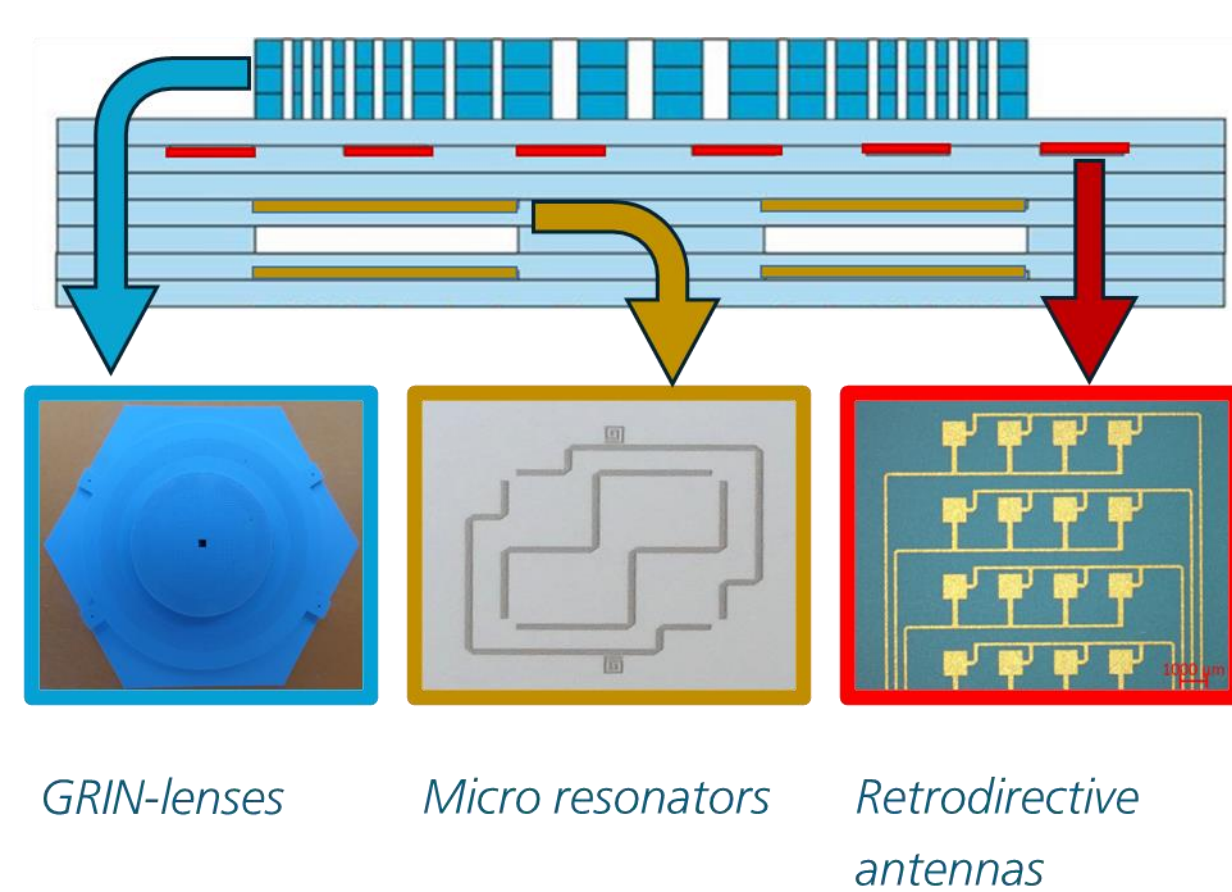 1000 µm
GRIN-lenses
Micro resonators
Retrodirective
antennas